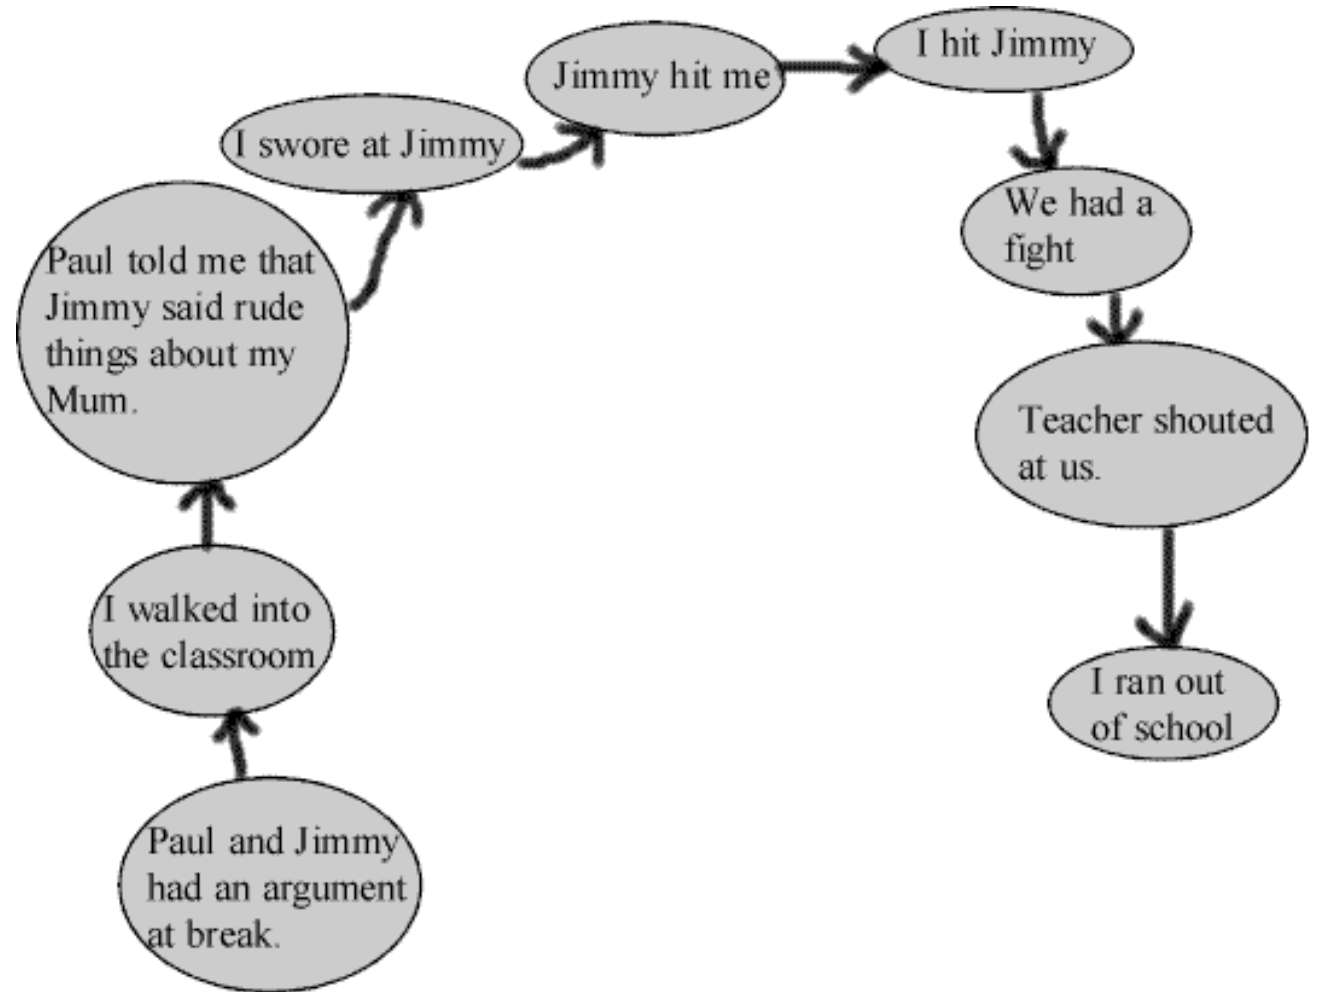 Paul and Jimmy
had an argument
at break.
I walked into
the classroom
Paul told me that
Jimmy said rude
things about my
Mum.
I swore at Jimmy
Jimmy hit me
I hit Jimmy
We had a
fight
Teacher shouted
at us.
I ran out
of school